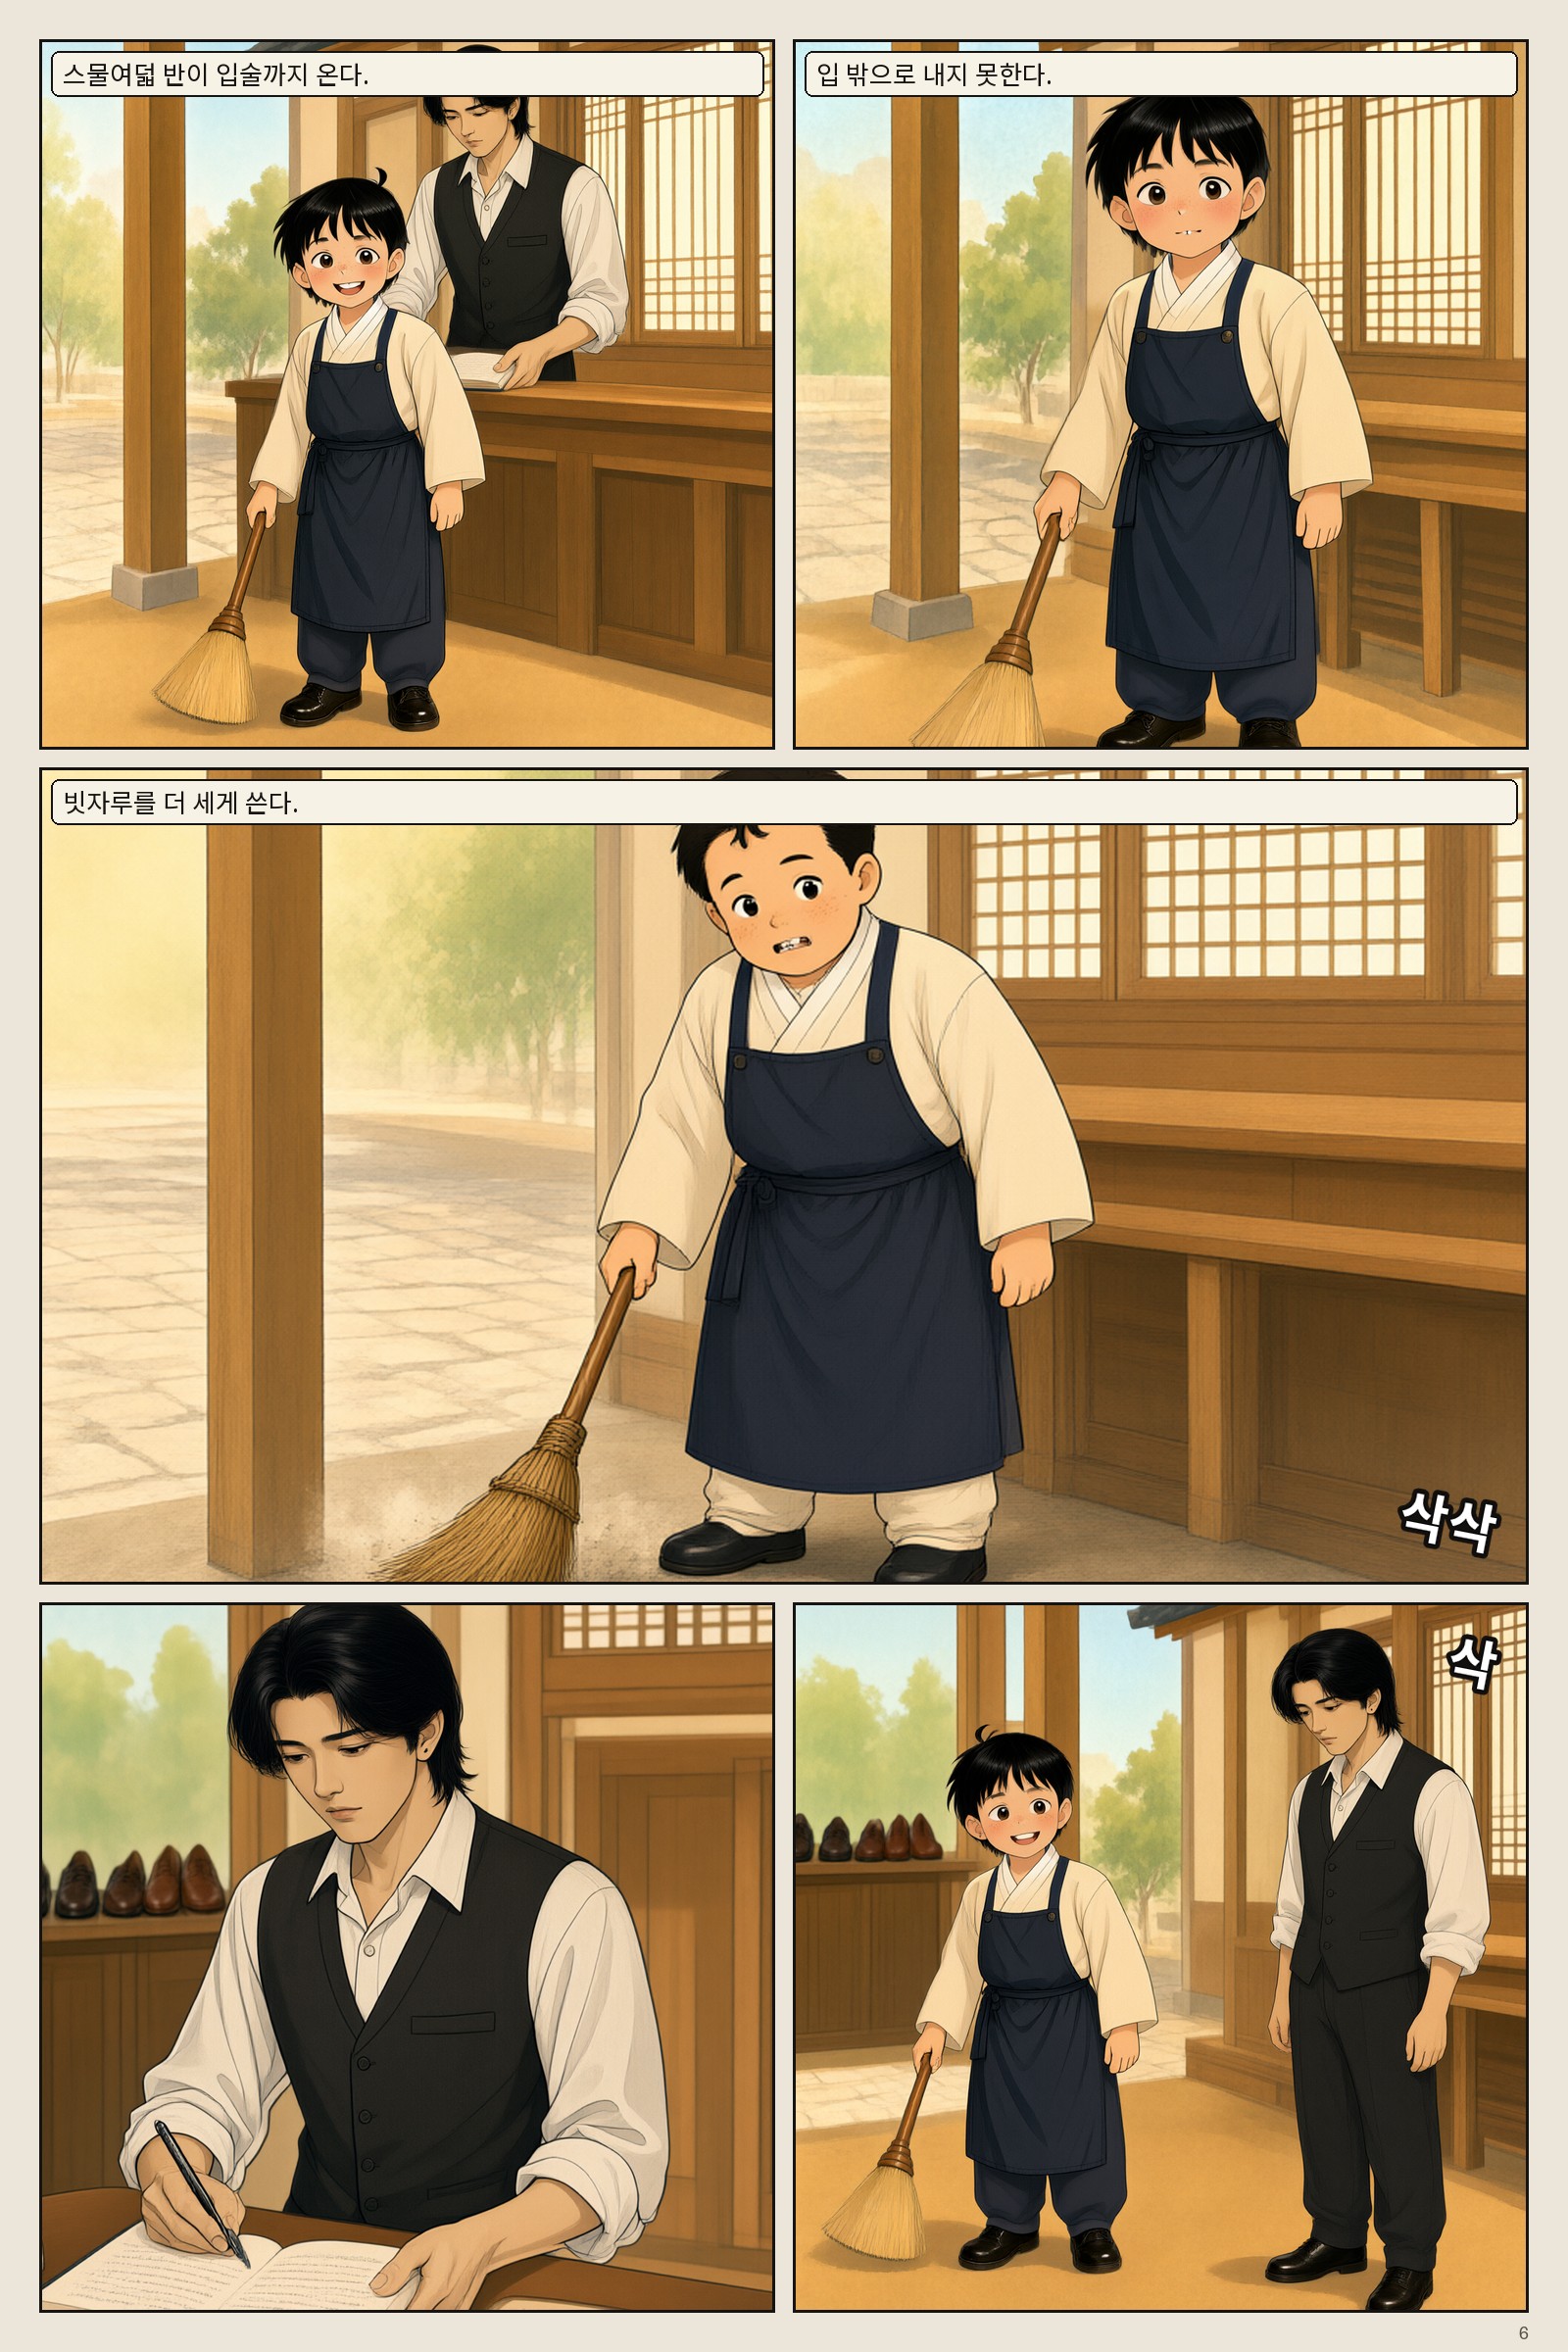 스물여덟 반이 입술까지 온다.
입 밖으로 내지 못한다.
빗자루를 더 세게 쓴다.
삭삭
삭
6